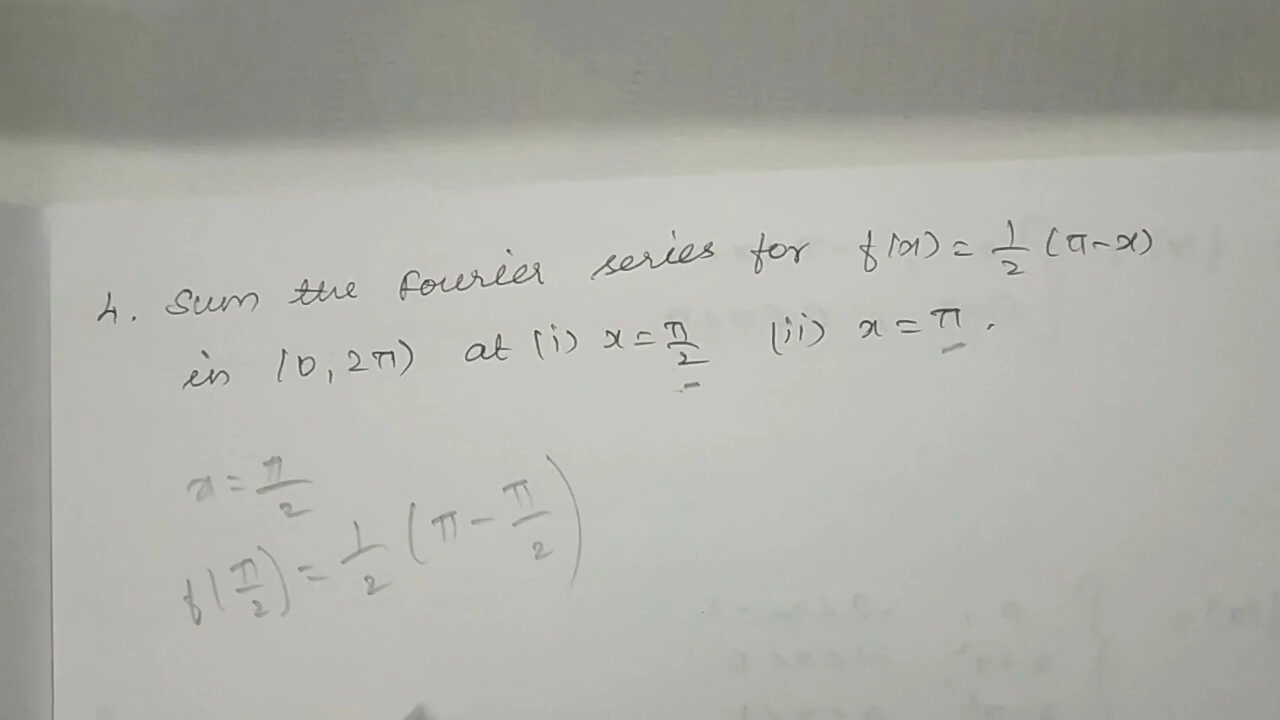 4. Sum the Fourier series for f(x) = 1/2 (π-x)
in (0, 2π) at (i) x = π/2 (ii) x = π.
x = π/2
f(π/2) = 1/2 (π - π/2)